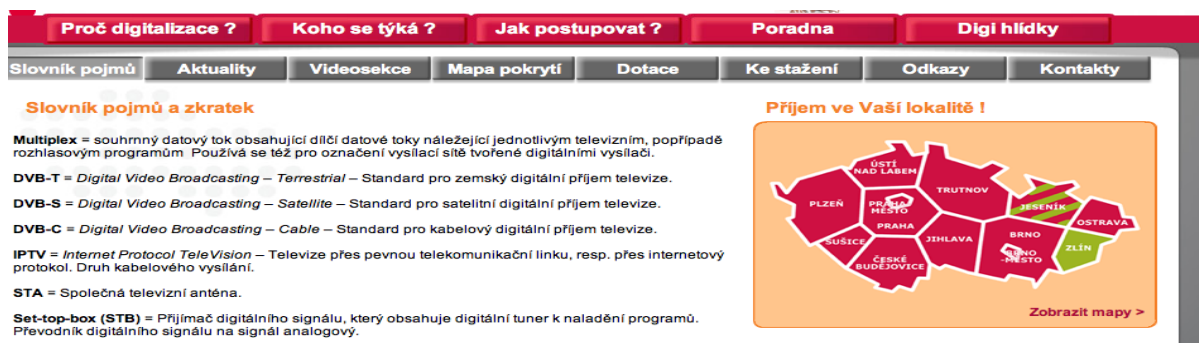 Proč digitalizace ? Koho se týká ? Jak postupovat ? Poradna Digi hlídky
Slovník pojmů Aktuality Videosekce Mapa pokrytí Dotace Ke stažení Odkazy Kontakty
Slovník pojmů a zkratek
Multiplex = souhrnný datový tok obsahující dílčí datové toky náležející jednotlivým televizním, popřípadě
rozhlasovým programům Používá se též pro označení vysílací sítě tvořené digitálními vysílači.
DVB-T = Digital Video Broadcasting – Terrestrial – Standard pro zemský digitální příjem televize.
DVB-S = Digital Video Broadcasting – Satellite – Standard pro satelitní digitální příjem televize.
DVB-C = Digital Video Broadcasting – Cable – Standard pro kabelový digitální příjem televize.
IPTV = Internet Protocol TeleVision – Televize přes pevnou telekomunikační linku, resp. přes internetový
protokol. Druh kabelového vysílání.
STA = Společná televizní anténa.
Set-top-box (STB) = Přijímač digitálního signálu, který obsahuje digitální tuner k naladění programů.
Převodník digitálního signálu na signál analogový.
Příjem ve Vaší lokalitě !
ÚSTÍ
NAD LABEM
TRUTNOV
PLZEŇ
PRAHA
MĚSTO
JESENÍK
PRAHA
OSTRAVA
SUŠICE
JIHLAVA
BRNO
ZLÍN
BRNO
-MĚSTO
ČESKÉ
BUDĚJOVICE
Zobrazit mapy >